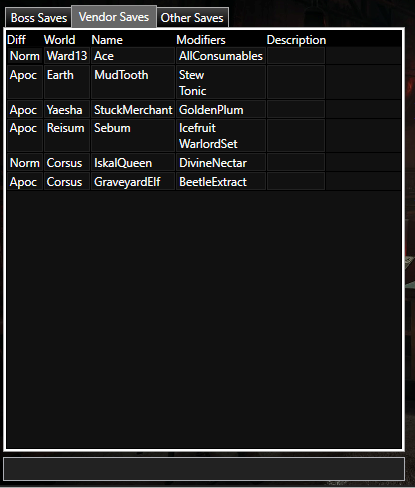 Boss Saves Vendor Saves Other Saves
Diff World Name Modifiers Description
Norm Ward13 Ace AllConsumables
Apoc Earth MudTooth Stew
Tonic
Apoc Yaesha StuckMerchant GoldenPlum
Apoc Reisum Sebum Icefruit
WarlordSet
Norm Corsus IskalQueen DivineNectar
Apoc Corsus GraveyardElf BeetleExtract